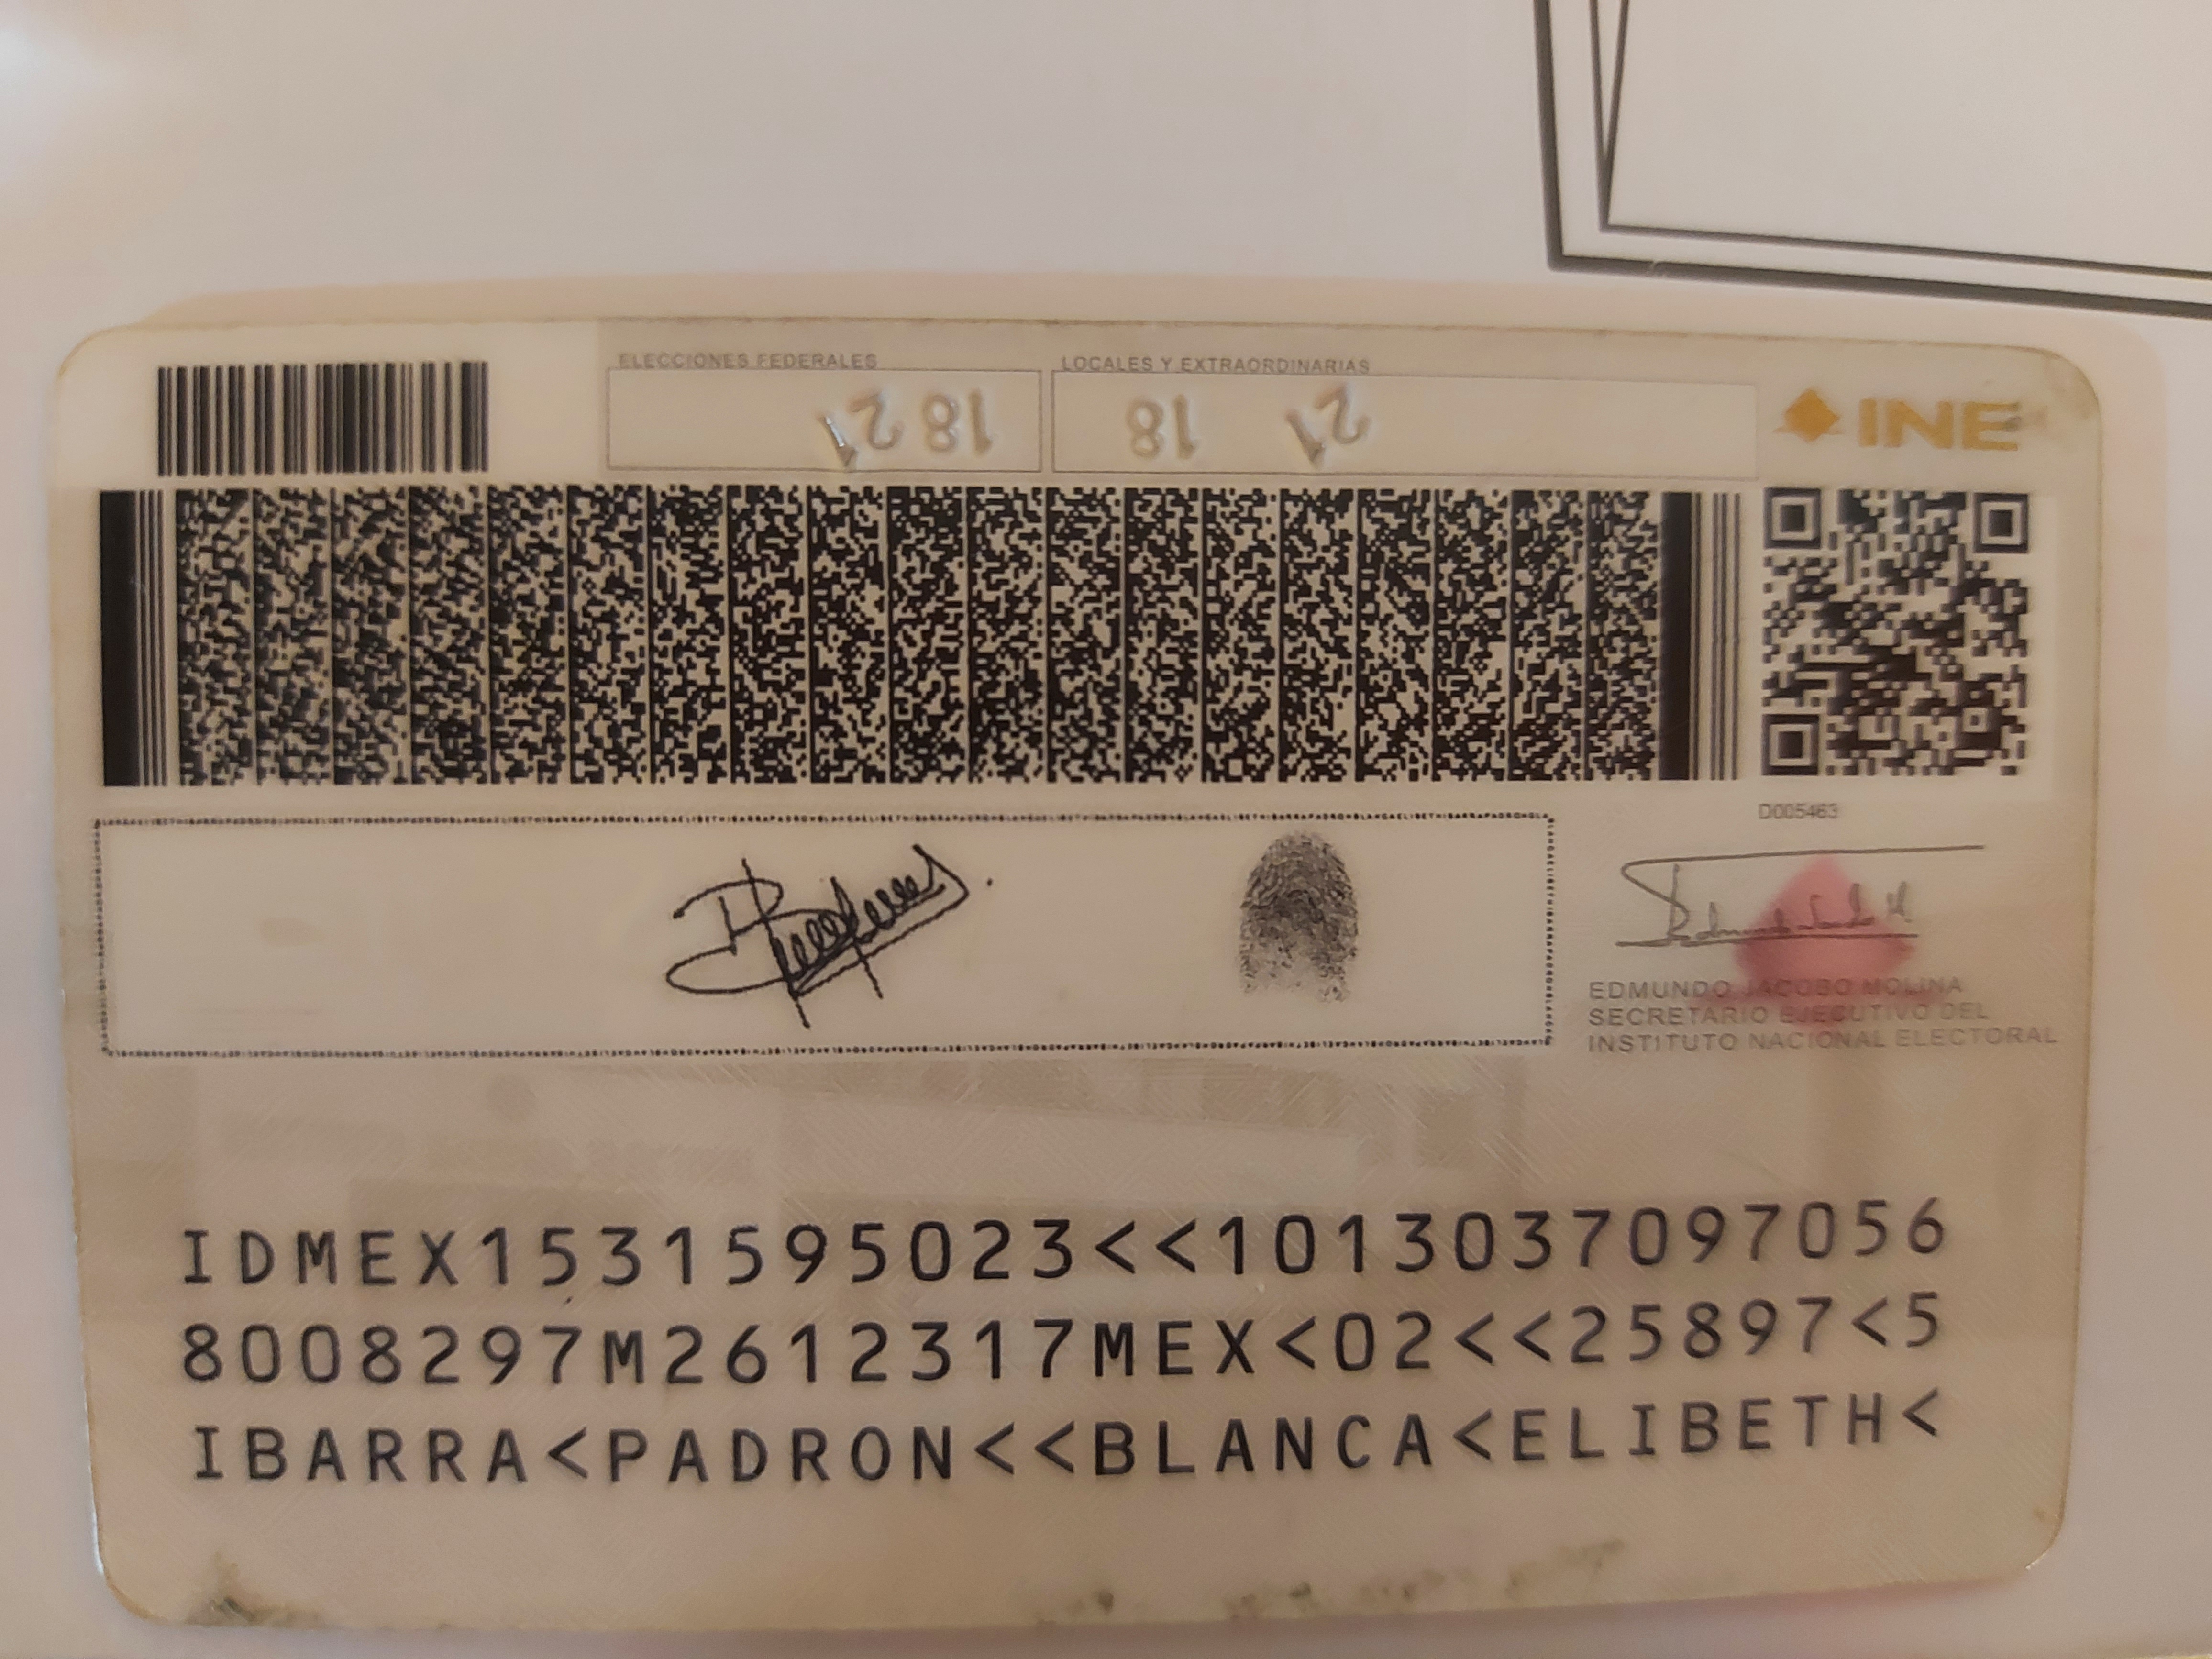 ELECCIONES FEDERALES
LOCALES Y EXTRAORDINARIAS
18 21
18 21
INE
D005463
EDMUNDO JACOBO MOLINA
SECRETARIO EJECUTIVO DEL
INSTITUTO NACIONAL ELECTORAL
IDMEX1531595023<<1013037097056
8008297M2612317MEX<02<<25897<5
IBARRA<PADRON<<BLANCA<ELIBETH<